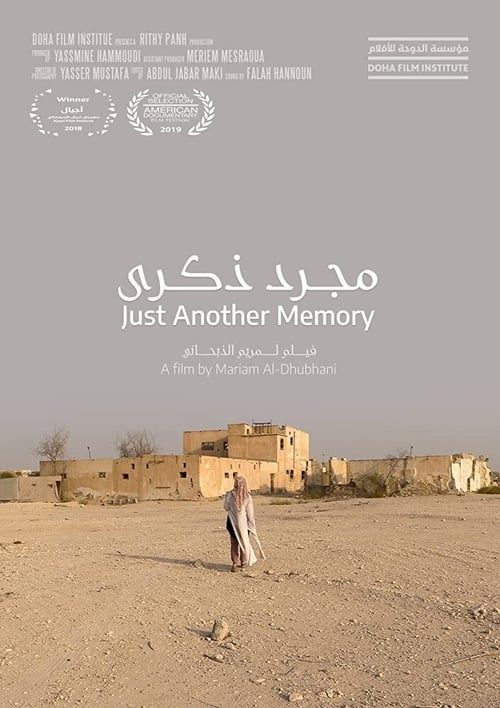 DOHA FILM INSTITUE PRESENTS A RITHY PANH PRODUCTION
PRODUCED BY YASSMINE HAMMOUDI ASSISTANT PRODUCER MERIEM MESRAOUA
DIRECTOR OF PHOTOGRAPHY YASSER MUSTAFA EDITED BY ABDUL JABAR MAKI SOUND BY FALAH HANNOUN
مؤسسة الدوحة للأفلام
DOHA FILM INSTITUTE
Winner
أجيال
2018
OFFICIAL SELECTION
AMERICAN DOCUMENTARY
FILM FESTIVAL
2019
مجرد ذكرى
Just Another Memory
فيلم لمريم الذبحاني
A film by Mariam Al-Dhubhani